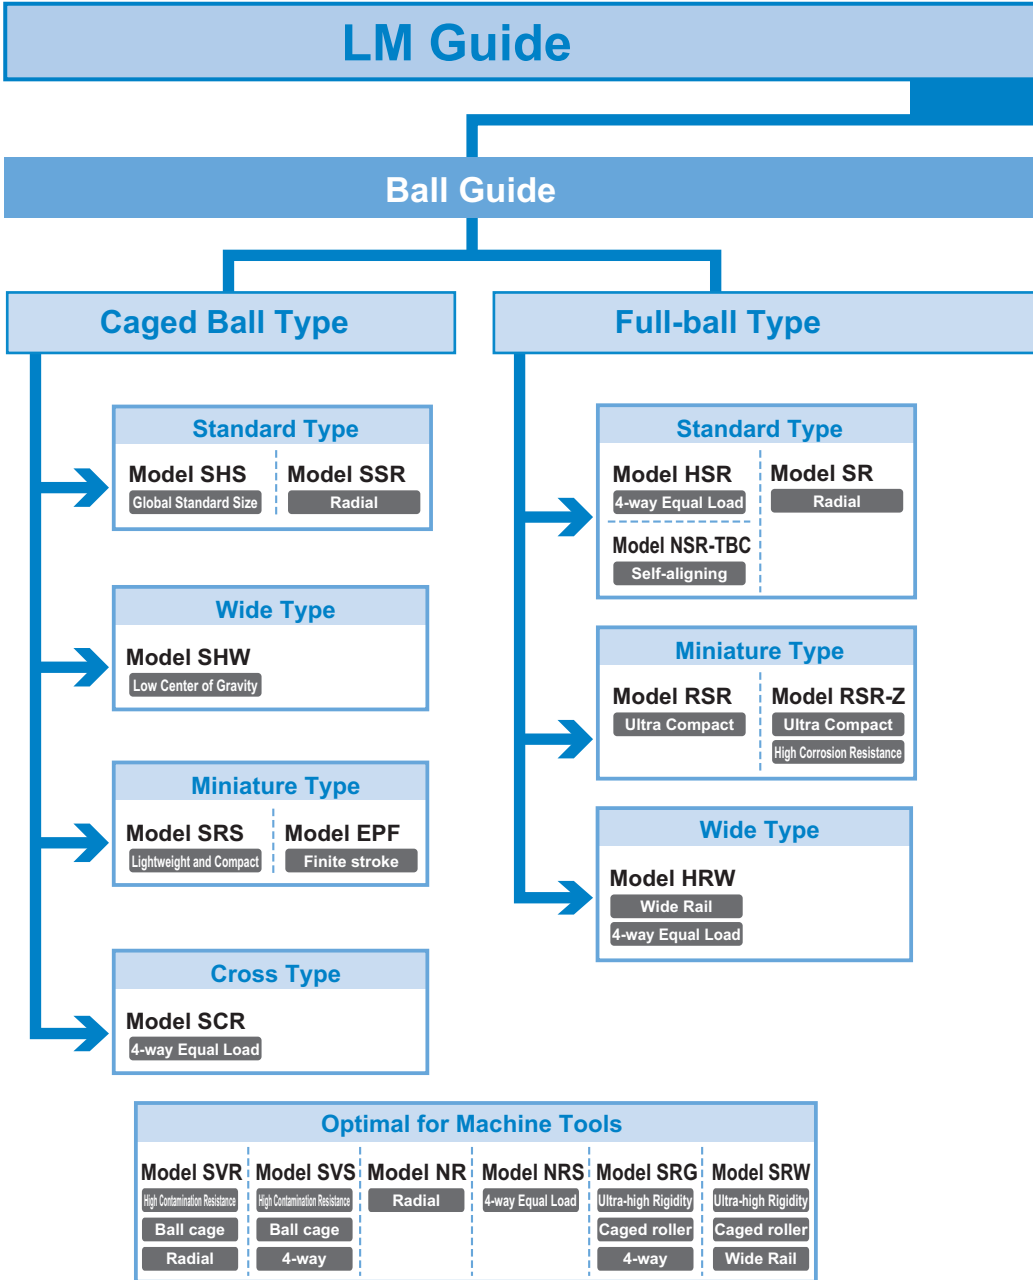 LM Guide
Ball Guide
Caged Ball Type
Standard Type
Model SHS
Global Standard Size
Model SSR
Radial
Wide Type
Model SHW
Low Center of Gravity
Miniature Type
Model SRS
Lightweight and Compact
Model EPF
Finite stroke
Cross Type
Model SCR
4-way Equal Load
Full-ball Type
Standard Type
Model HSR
4-way Equal Load
Model NSR-TBC
Self-aligning
Model SR
Radial
Miniature Type
Model RSR
Ultra Compact
Model RSR-Z
Ultra Compact
High Corrosion Resistance
Wide Type
Model HRW
Wide Rail
4-way Equal Load
Optimal for Machine Tools
Model SVR
High Contamination Resistance
Ball cage
Radial
Model SVS
High Contamination Resistance
Ball cage
4-way
Model NR
Radial
Model NRS
4-way Equal Load
Model SRG
Ultra-high Rigidity
Caged roller
4-way
Model SRW
Ultra-high Rigidity
Caged roller
Wide Rail